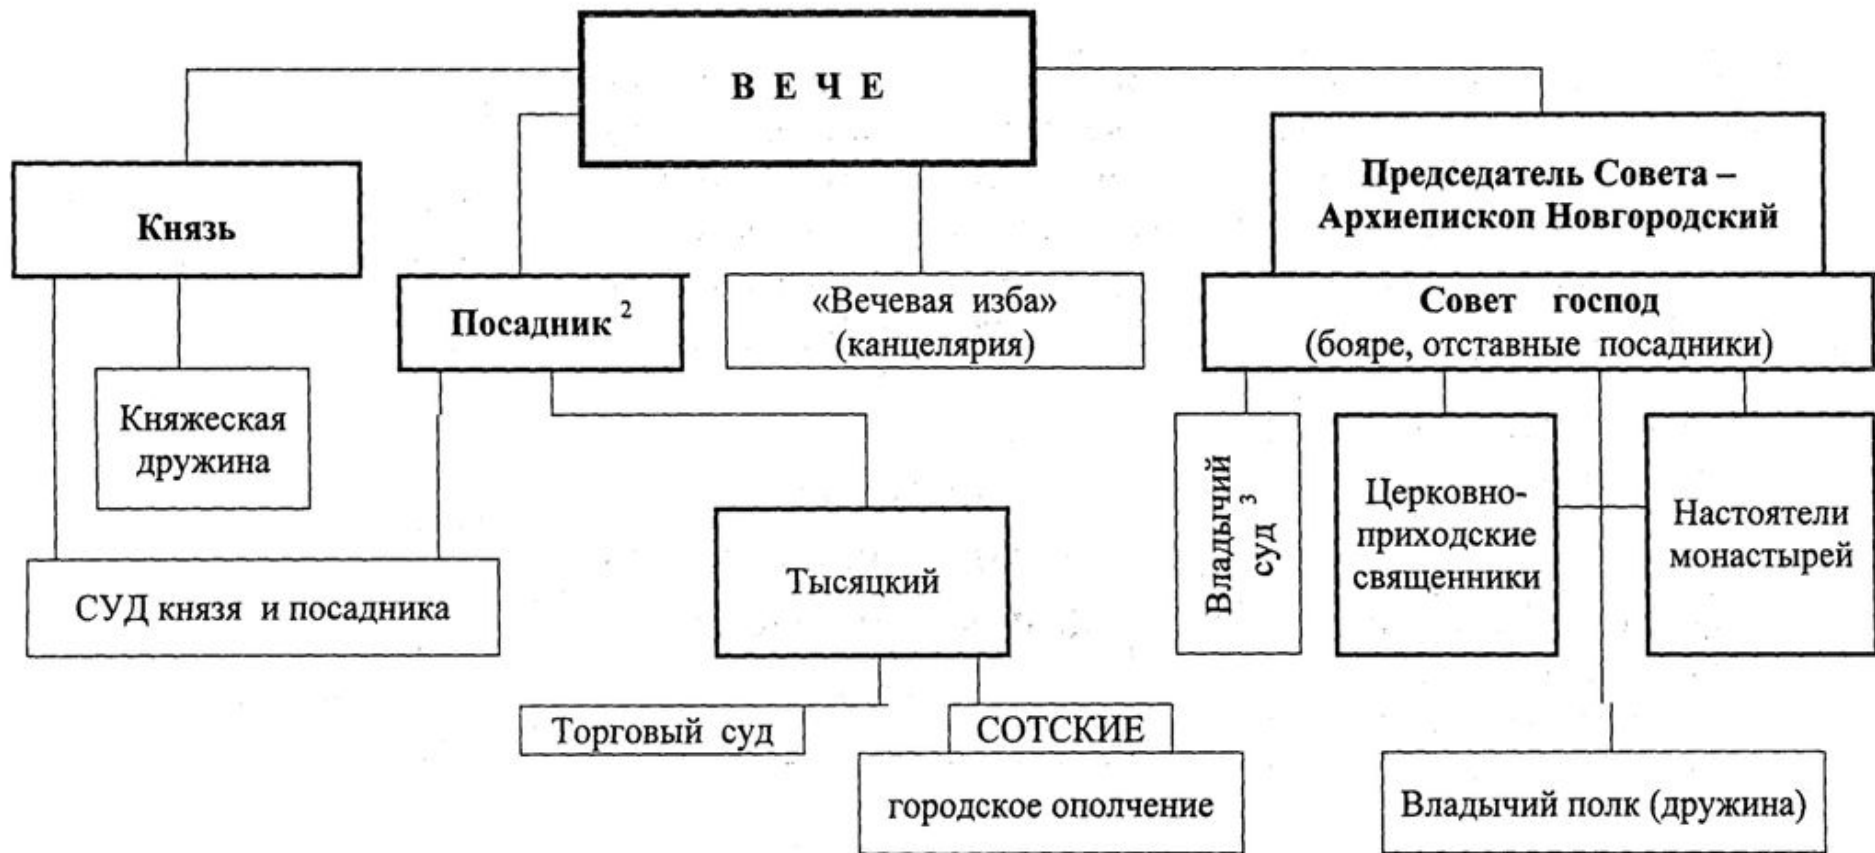 В Е Ч Е
Князь
Председатель Совета –
Архиепископ Новгородский
Посадник ²
«Вечевая изба»
(канцелярия)
Совет господ
(бояре, отставные посадники)
Княжеская
дружина
СУД князя и посадника
Тысяцкий
Владычий
суд ³
Церковно-
приходские
священники
Настоятели
монастырей
Торговый суд
СОТСКИЕ
городское ополчение
Владычий полк (дружина)